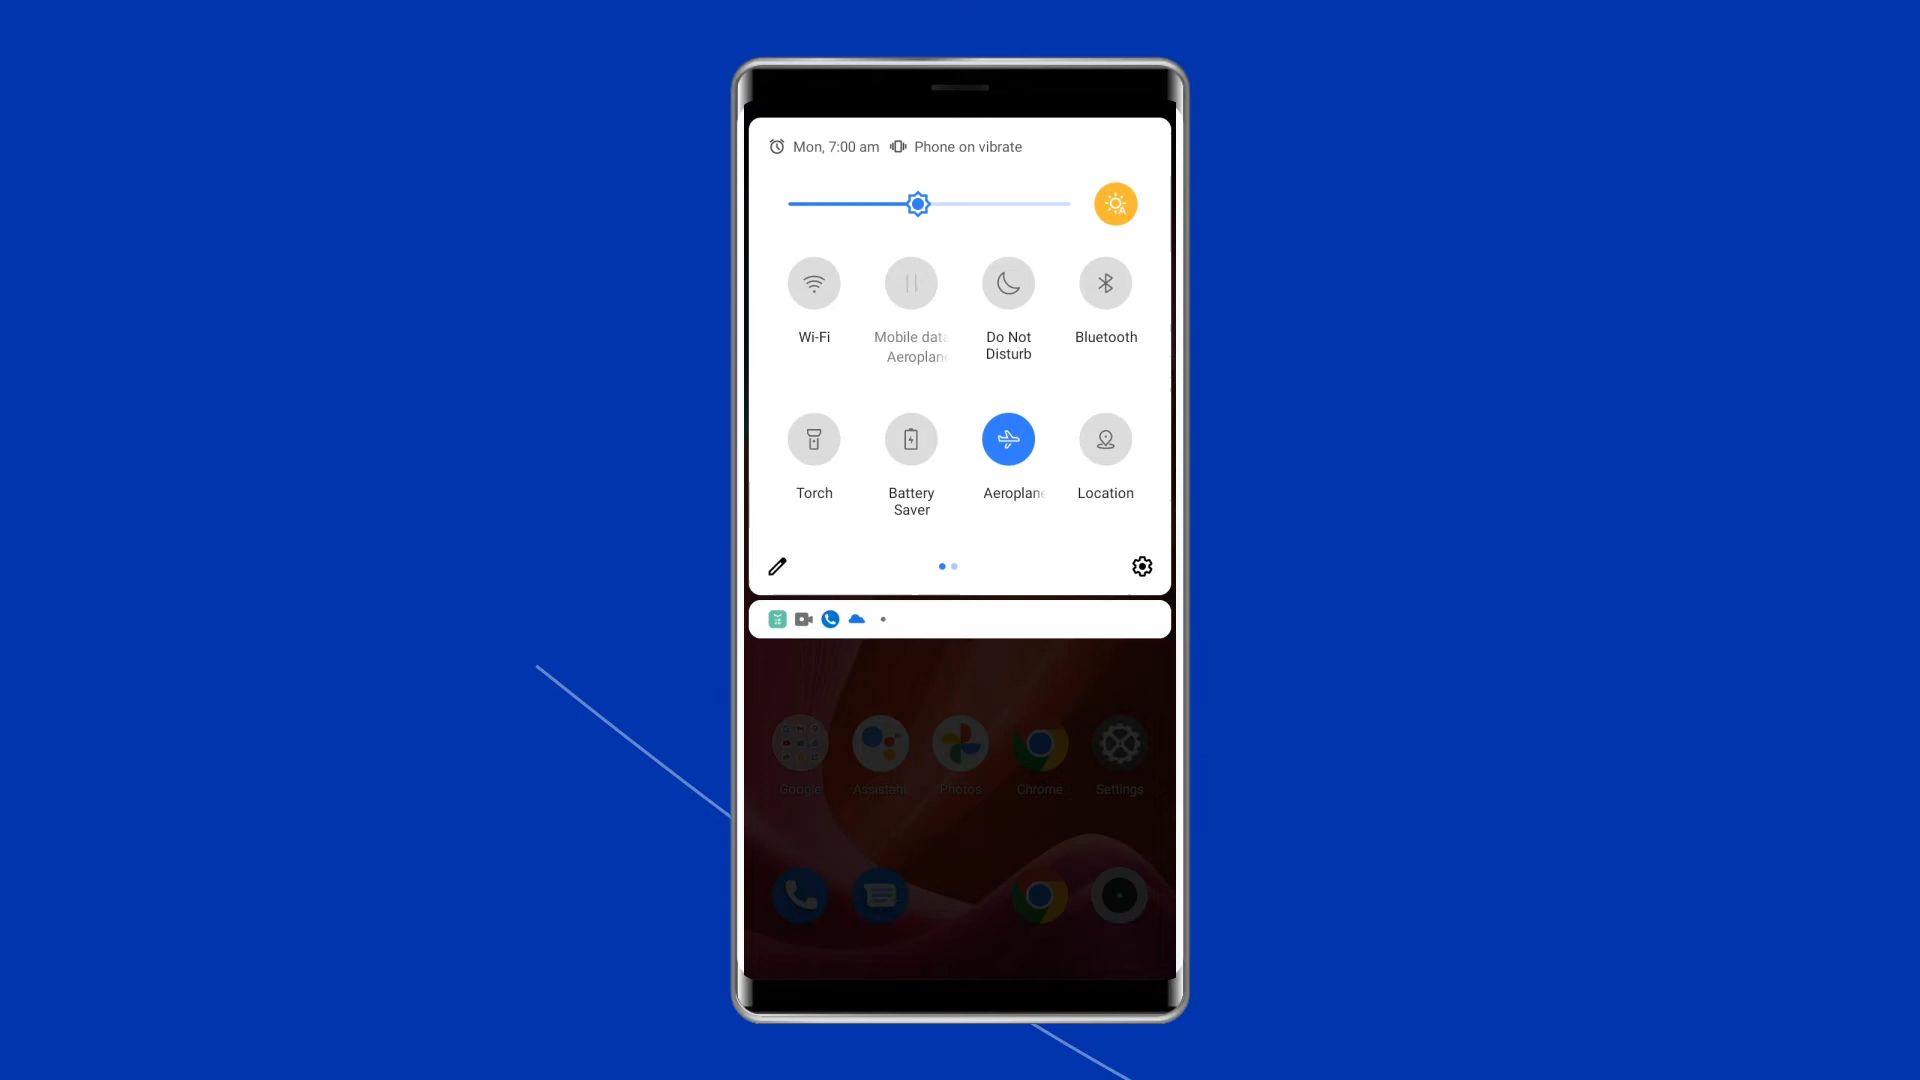 Mon, 7:00 am Phone on vibrate
Wi-Fi
Mobile data
Aeroplane
Do Not
Disturb
Bluetooth
Torch
Battery
Saver
Aeroplane
Location
Google
Assistant
Photos
Chrome
Settings